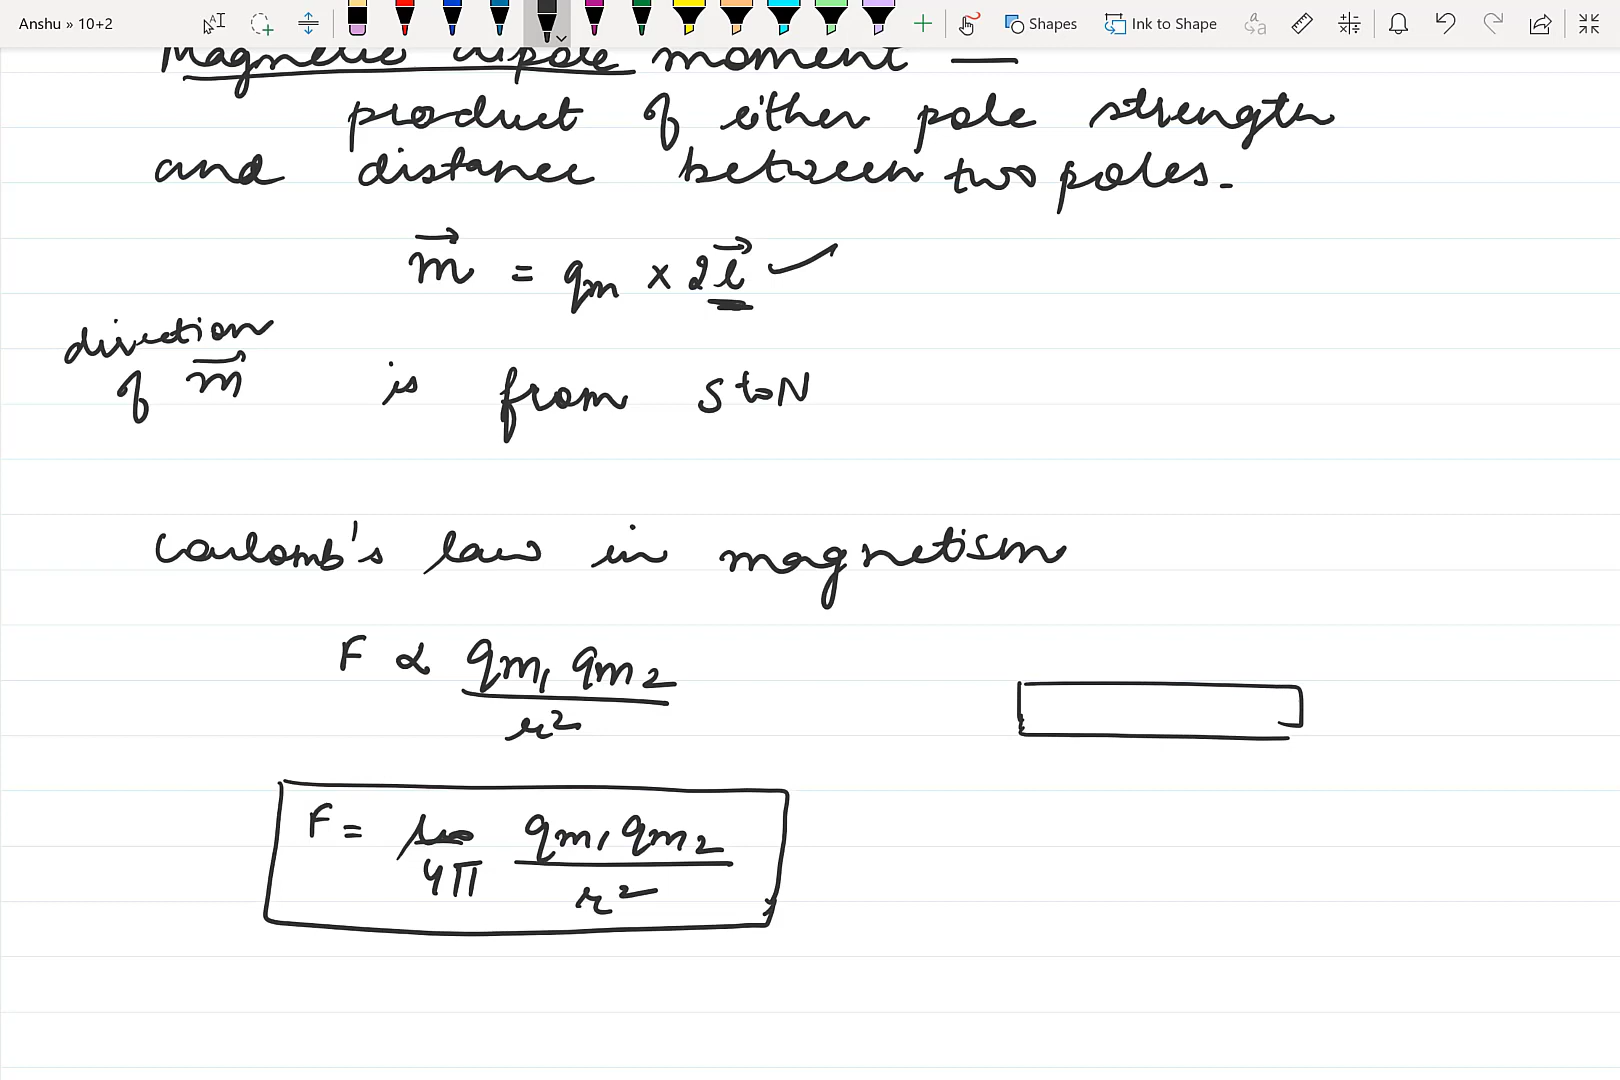 Anshu » 10+2
Shapes
Ink to Shape
Magnetic dipole moment —
product of either pole strength
and distance between two poles.
m⃗ = qm × 2l⃗ ✓
direction
of m⃗ is from S to N
Coulomb's law in magnetism
F ∝ qm₁ qm₂ / r²
F = μ₀/4π qm₁ qm₂ / r²